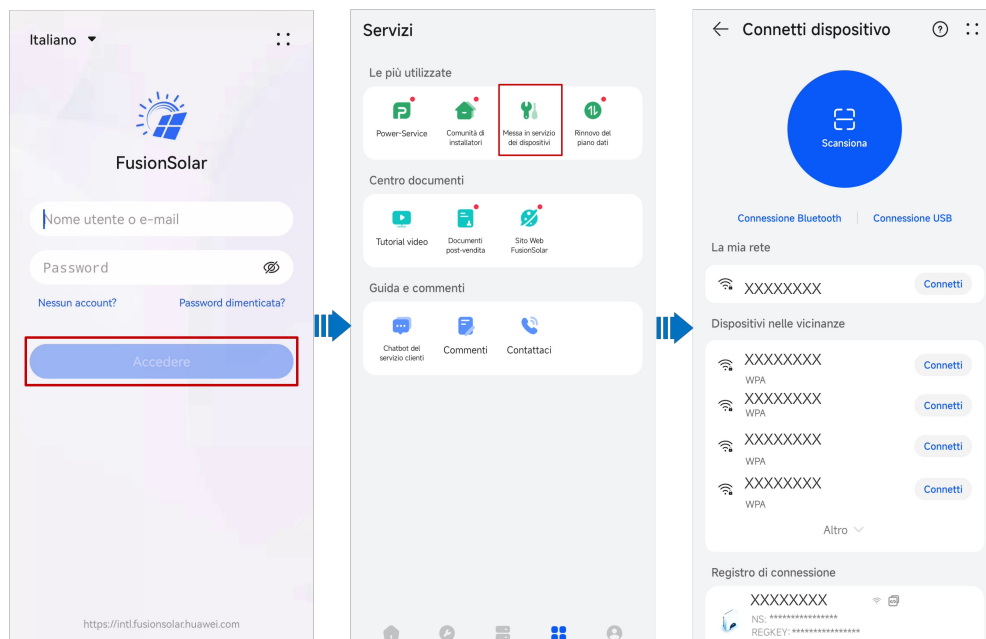 Italiano
FusionSolar
Nome utente o e-mail
Password
Nessun account? Password dimenticata?
Accedere
https://intl.fusionsolar.huawei.com
Servizi
Le più utilizzate
Power-Service
Comunità di
installatori
Messa in servizio
dei dispositivi
Rinnovo del
piano dati
Centro documenti
Tutorial video
Documenti
post-vendita
Sito Web
FusionSolar
Guida e commenti
Chatbot del
servizio clienti
Commenti
Contattaci
Connetti dispositivo
Scansiona
Connessione Bluetooth Connessione USB
La mia rete
XXXXXXXX Connetti
Dispositivi nelle vicinanze
XXXXXXXX Connetti
WPA
XXXXXXXX Connetti
WPA
XXXXXXXX Connetti
WPA
XXXXXXXX Connetti
WPA
Altro
Registro di connessione
XXXXXXXX
NS: ****************
REGKEY: ****************